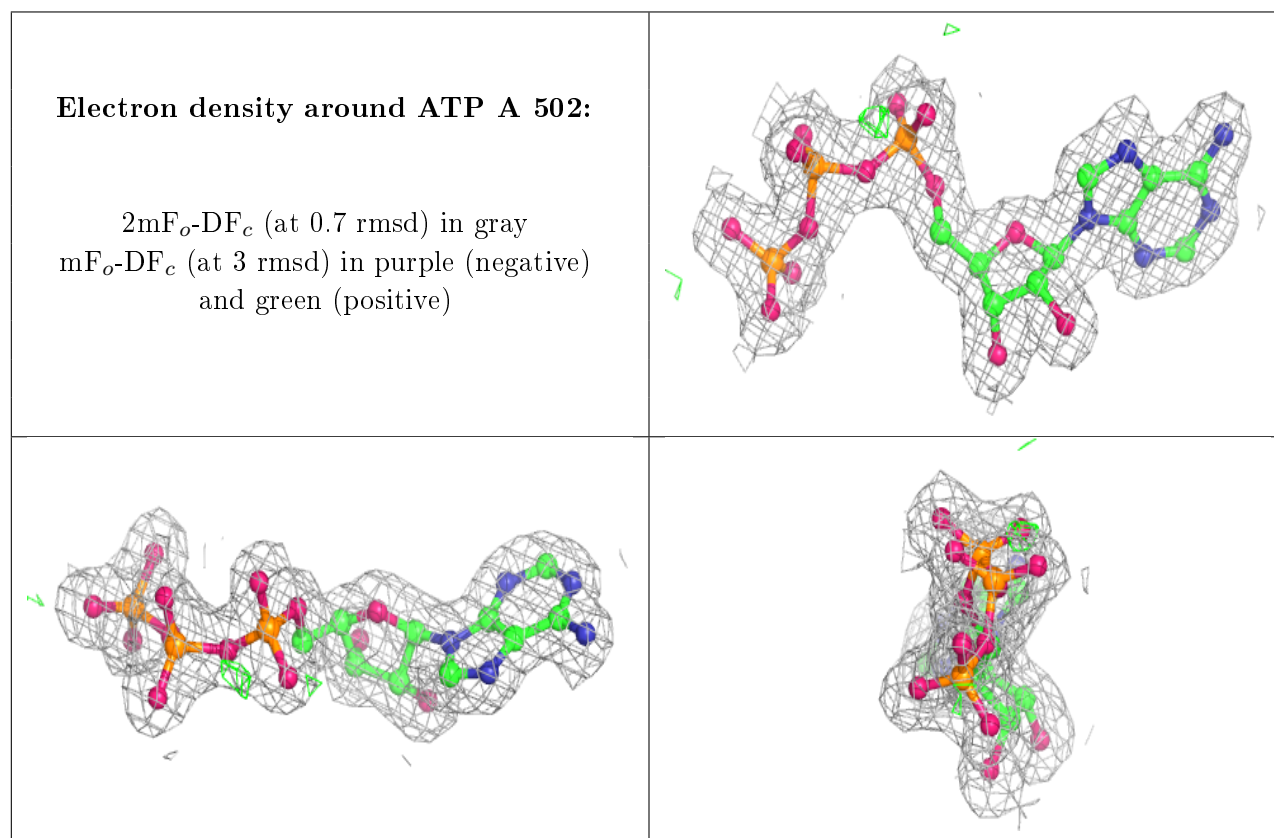 Electron density around ATP A 502:
2mFₒ-DF𝒸 (at 0.7 rmsd) in gray
mFₒ-DF𝒸 (at 3 rmsd) in purple (negative)
and green (positive)